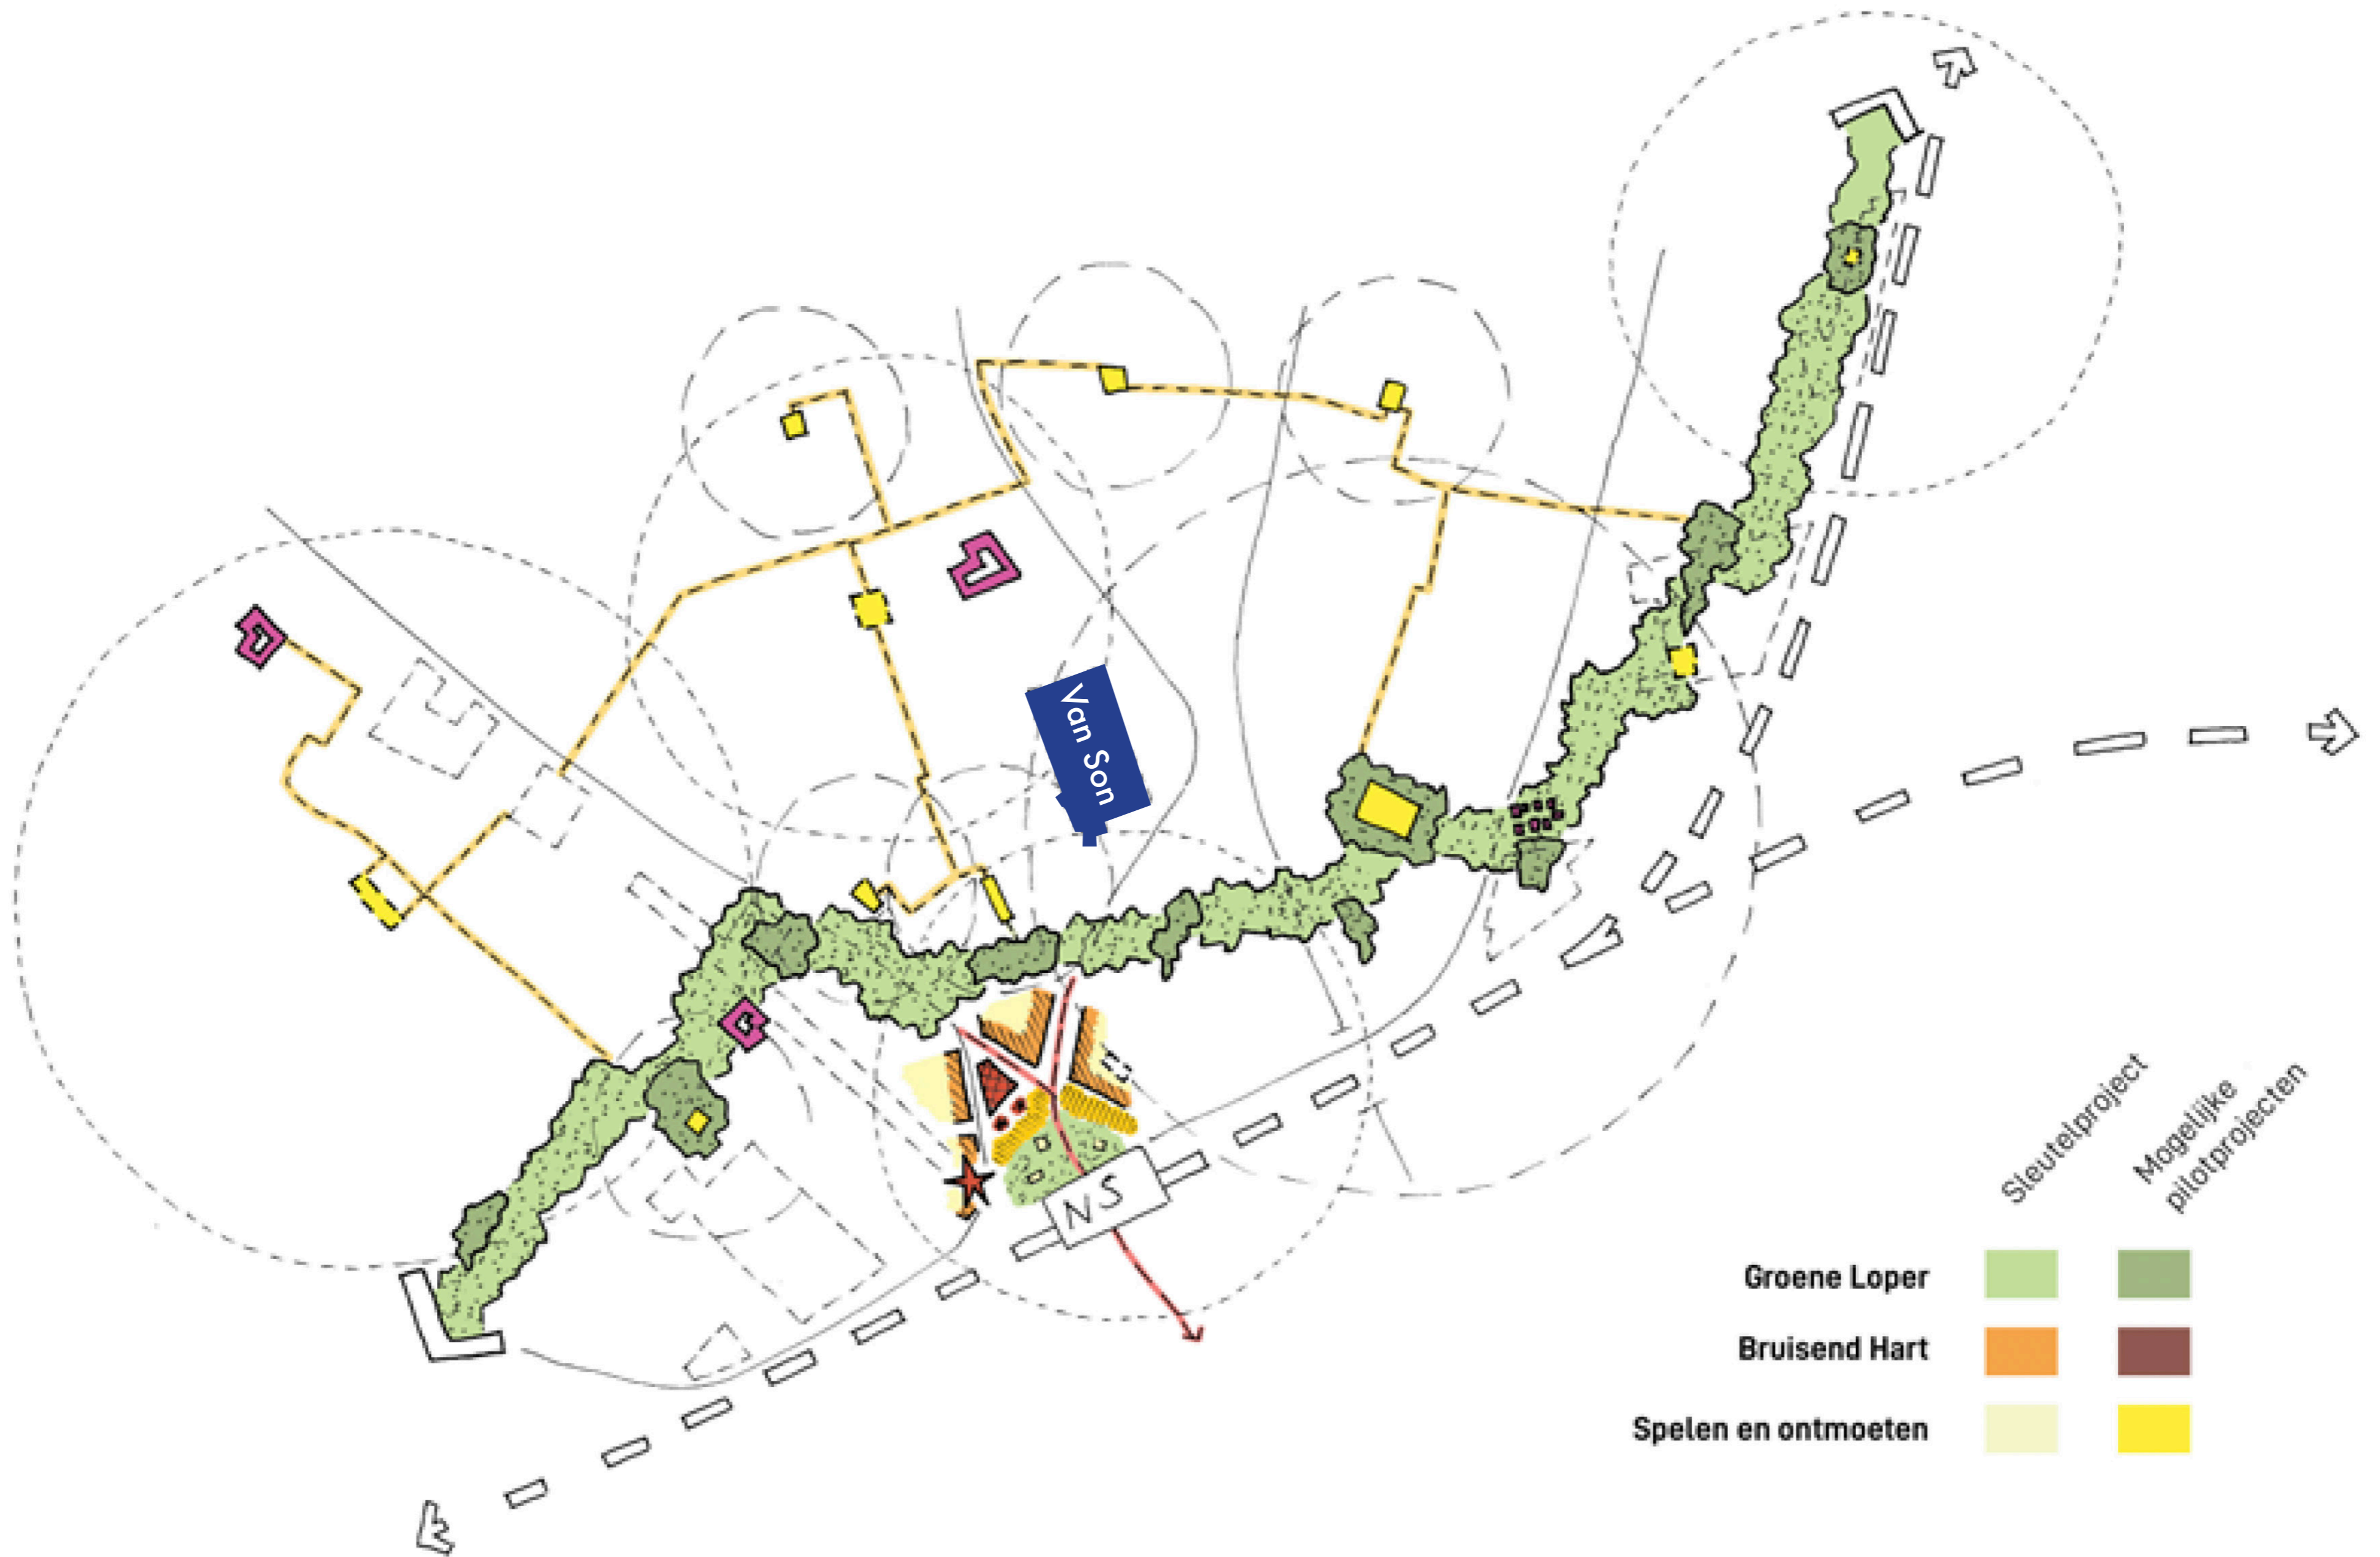 Van Son
NS
Sleutelproject
Mogelijke
pilotprojecten
Groene Loper
Bruisend Hart
Spelen en ontmoeten